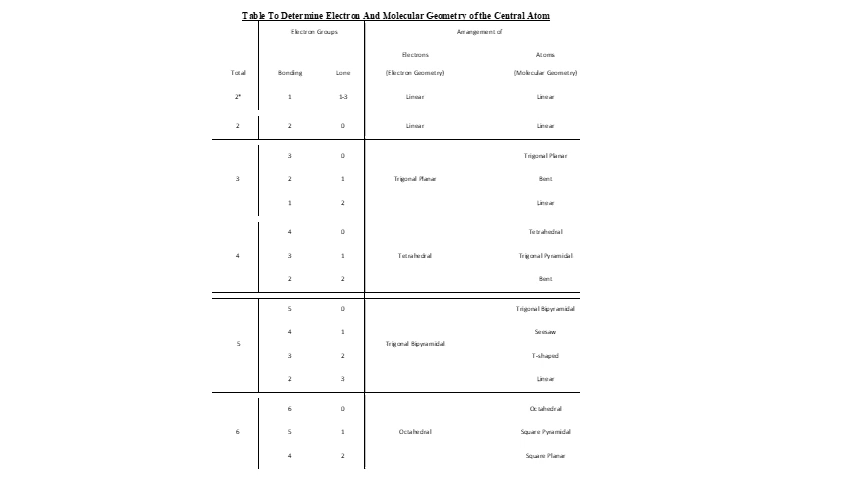 Table To Determine Electron And Molecular Geometry of the Central Atom
Electron Groups Arrangement of
Electrons Atoms
Total Bonding Lone (Electron Geometry) (Molecular Geometry)
2* 1 1-3 Linear Linear
2 2 0 Linear Linear
3 0 Trigonal Planar
3 2 1 Trigonal Planar Bent
1 2 Linear
4 0 Tetrahedral
4 3 1 Tetrahedral Trigonal Pyramidal
2 2 Bent
5 0 Trigonal Bipyramidal
4 1 Seesaw
5 Trigonal Bipyramidal
3 2 T-shaped
2 3 Linear
6 0 Octahedral
6 5 1 Octahedral Square Pyramidal
4 2 Square Planar